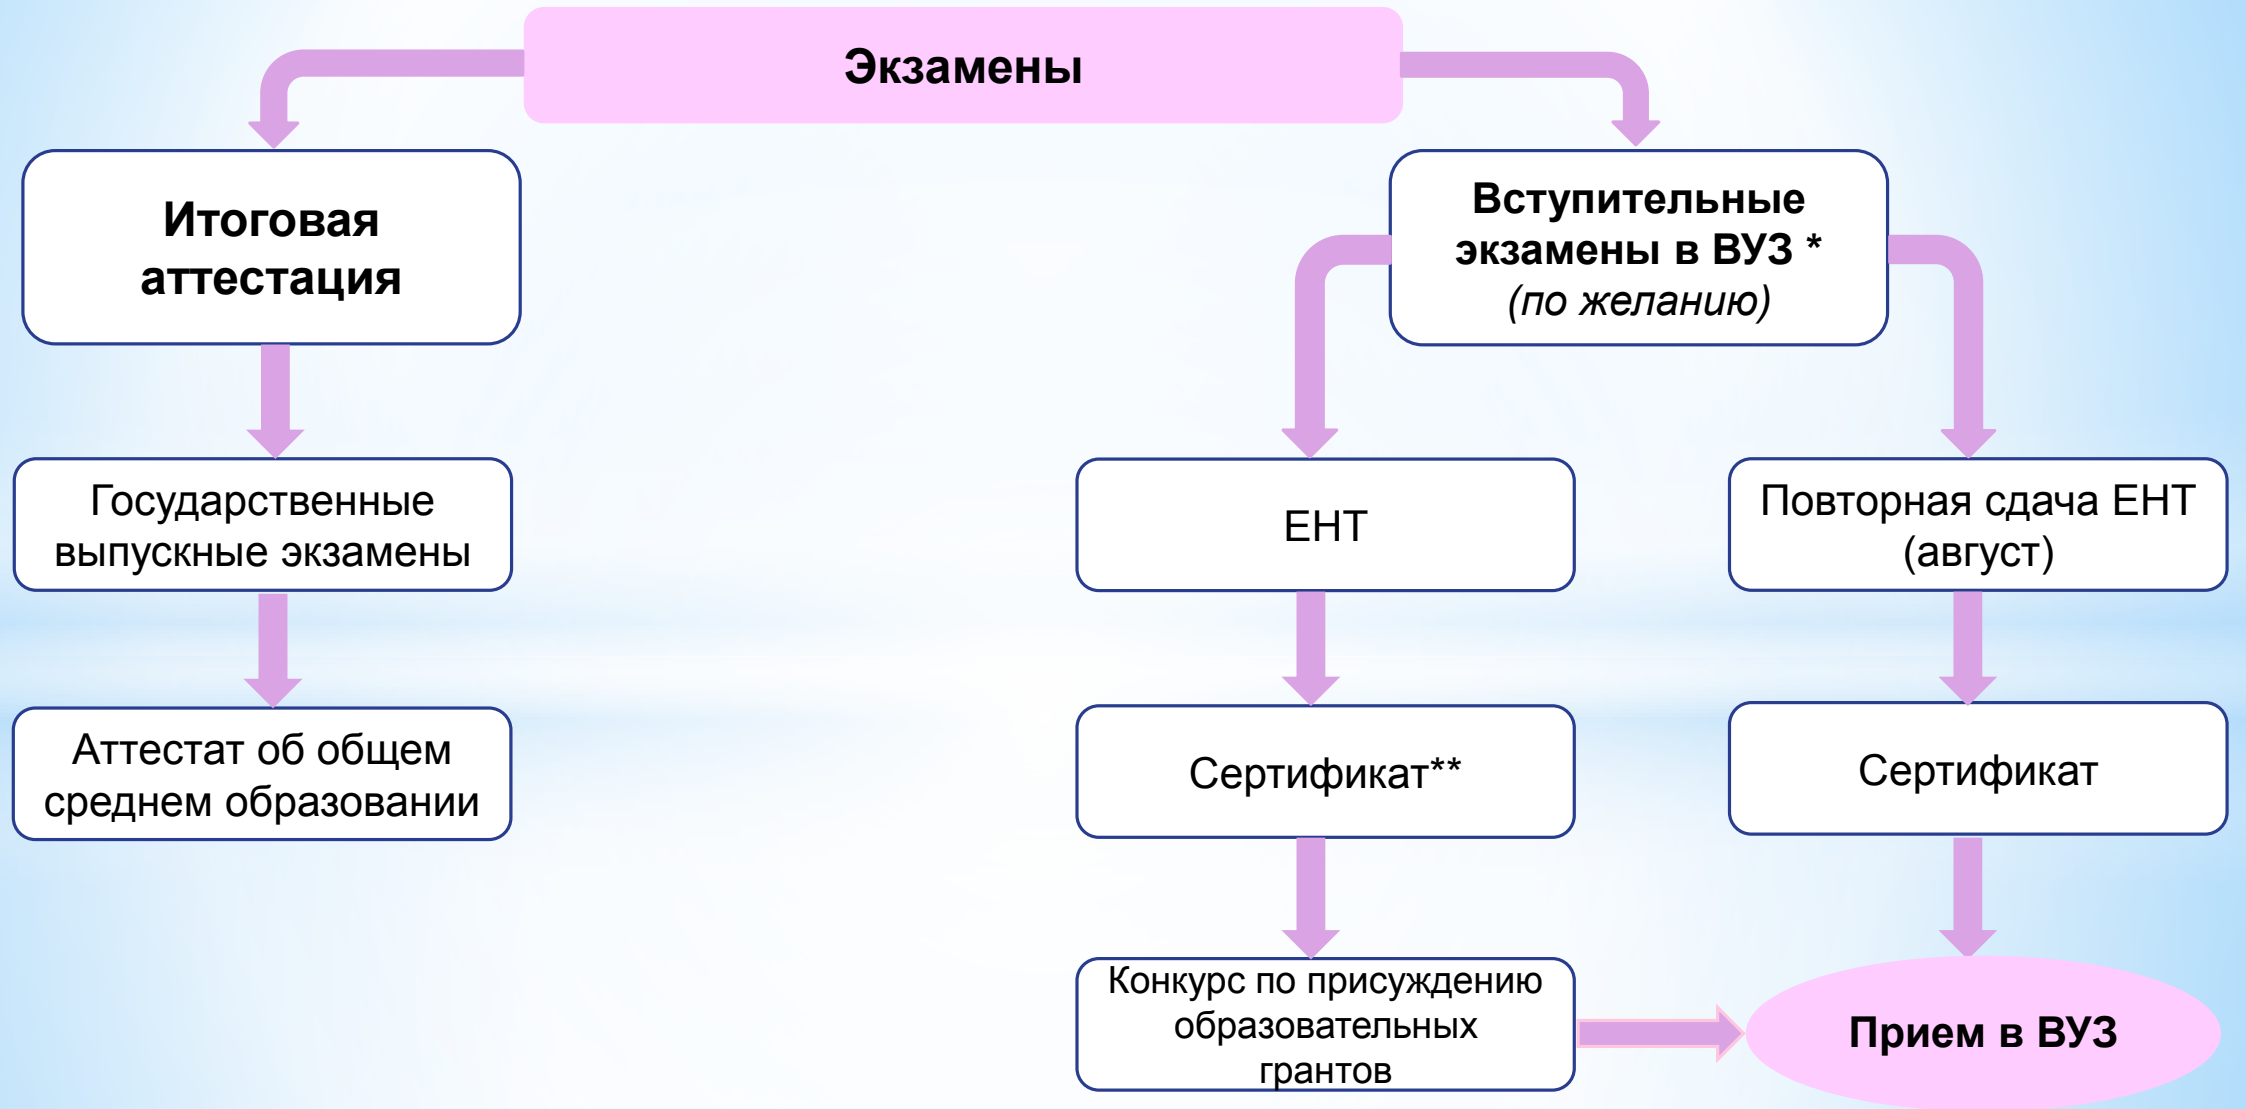 Экзамены
Итоговая
аттестация
Вступительные
экзамены в ВУЗ *
(по желанию)
Государственные
выпускные экзамены
ЕНТ
Повторная сдача ЕНТ
(август)
Аттестат об общем
среднем образовании
Сертификат**
Сертификат
Конкурс по присуждению
образовательных
грантов
Прием в ВУЗ